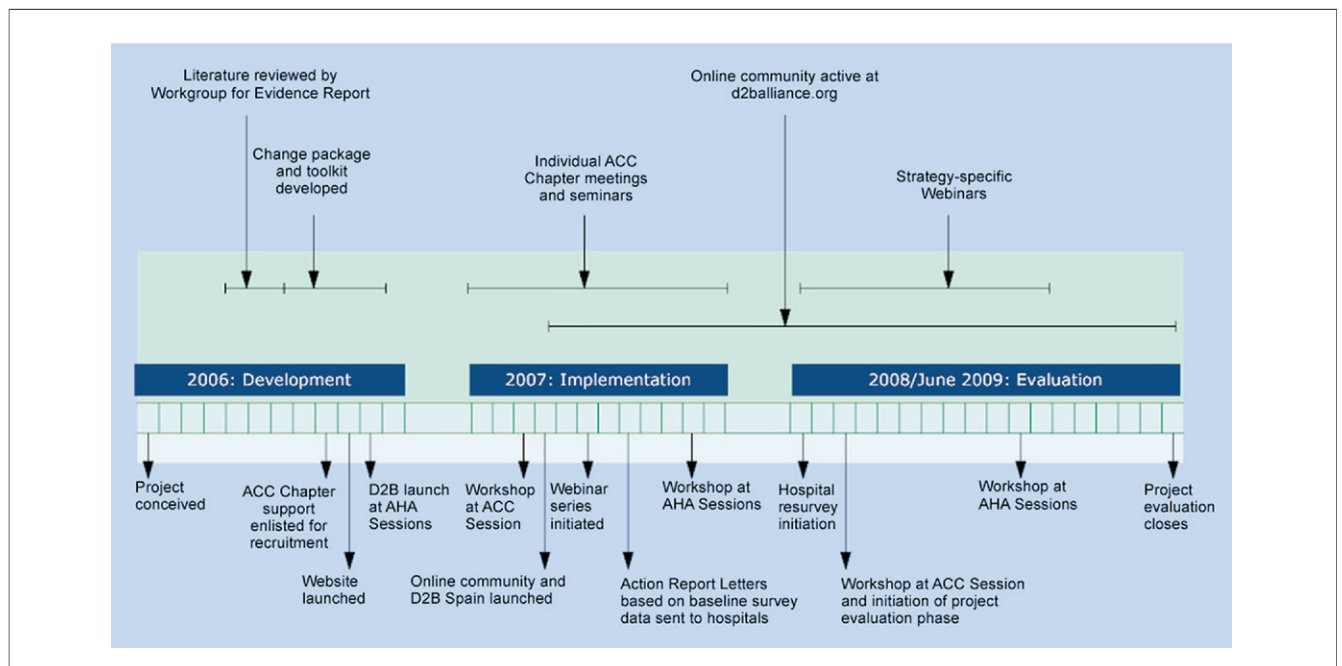 Literature reviewed by
Workgroup for Evidence Report
Online community active at
d2balliance.org
Change package
and toolkit
developed
Individual ACC
Chapter meetings
and seminars
Strategy-specific
Webinars
2006: Development
2007: Implementation
2008/June 2009: Evaluation
Project
conceived
ACC Chapter
support
enlisted for
recruitment
D2B launch
at AHA
Sessions
Workshop
at ACC
Session
Webinar
series
initiated
Workshop at
AHA Sessions
Hospital
resurvey
initiation
Workshop at
AHA Sessions
Project
evaluation
closes
Website
launched
Online community and
D2B Spain launched
Action Report Letters
based on baseline survey
data sent to hospitals
Workshop at ACC Session
and initiation of project
evaluation phase